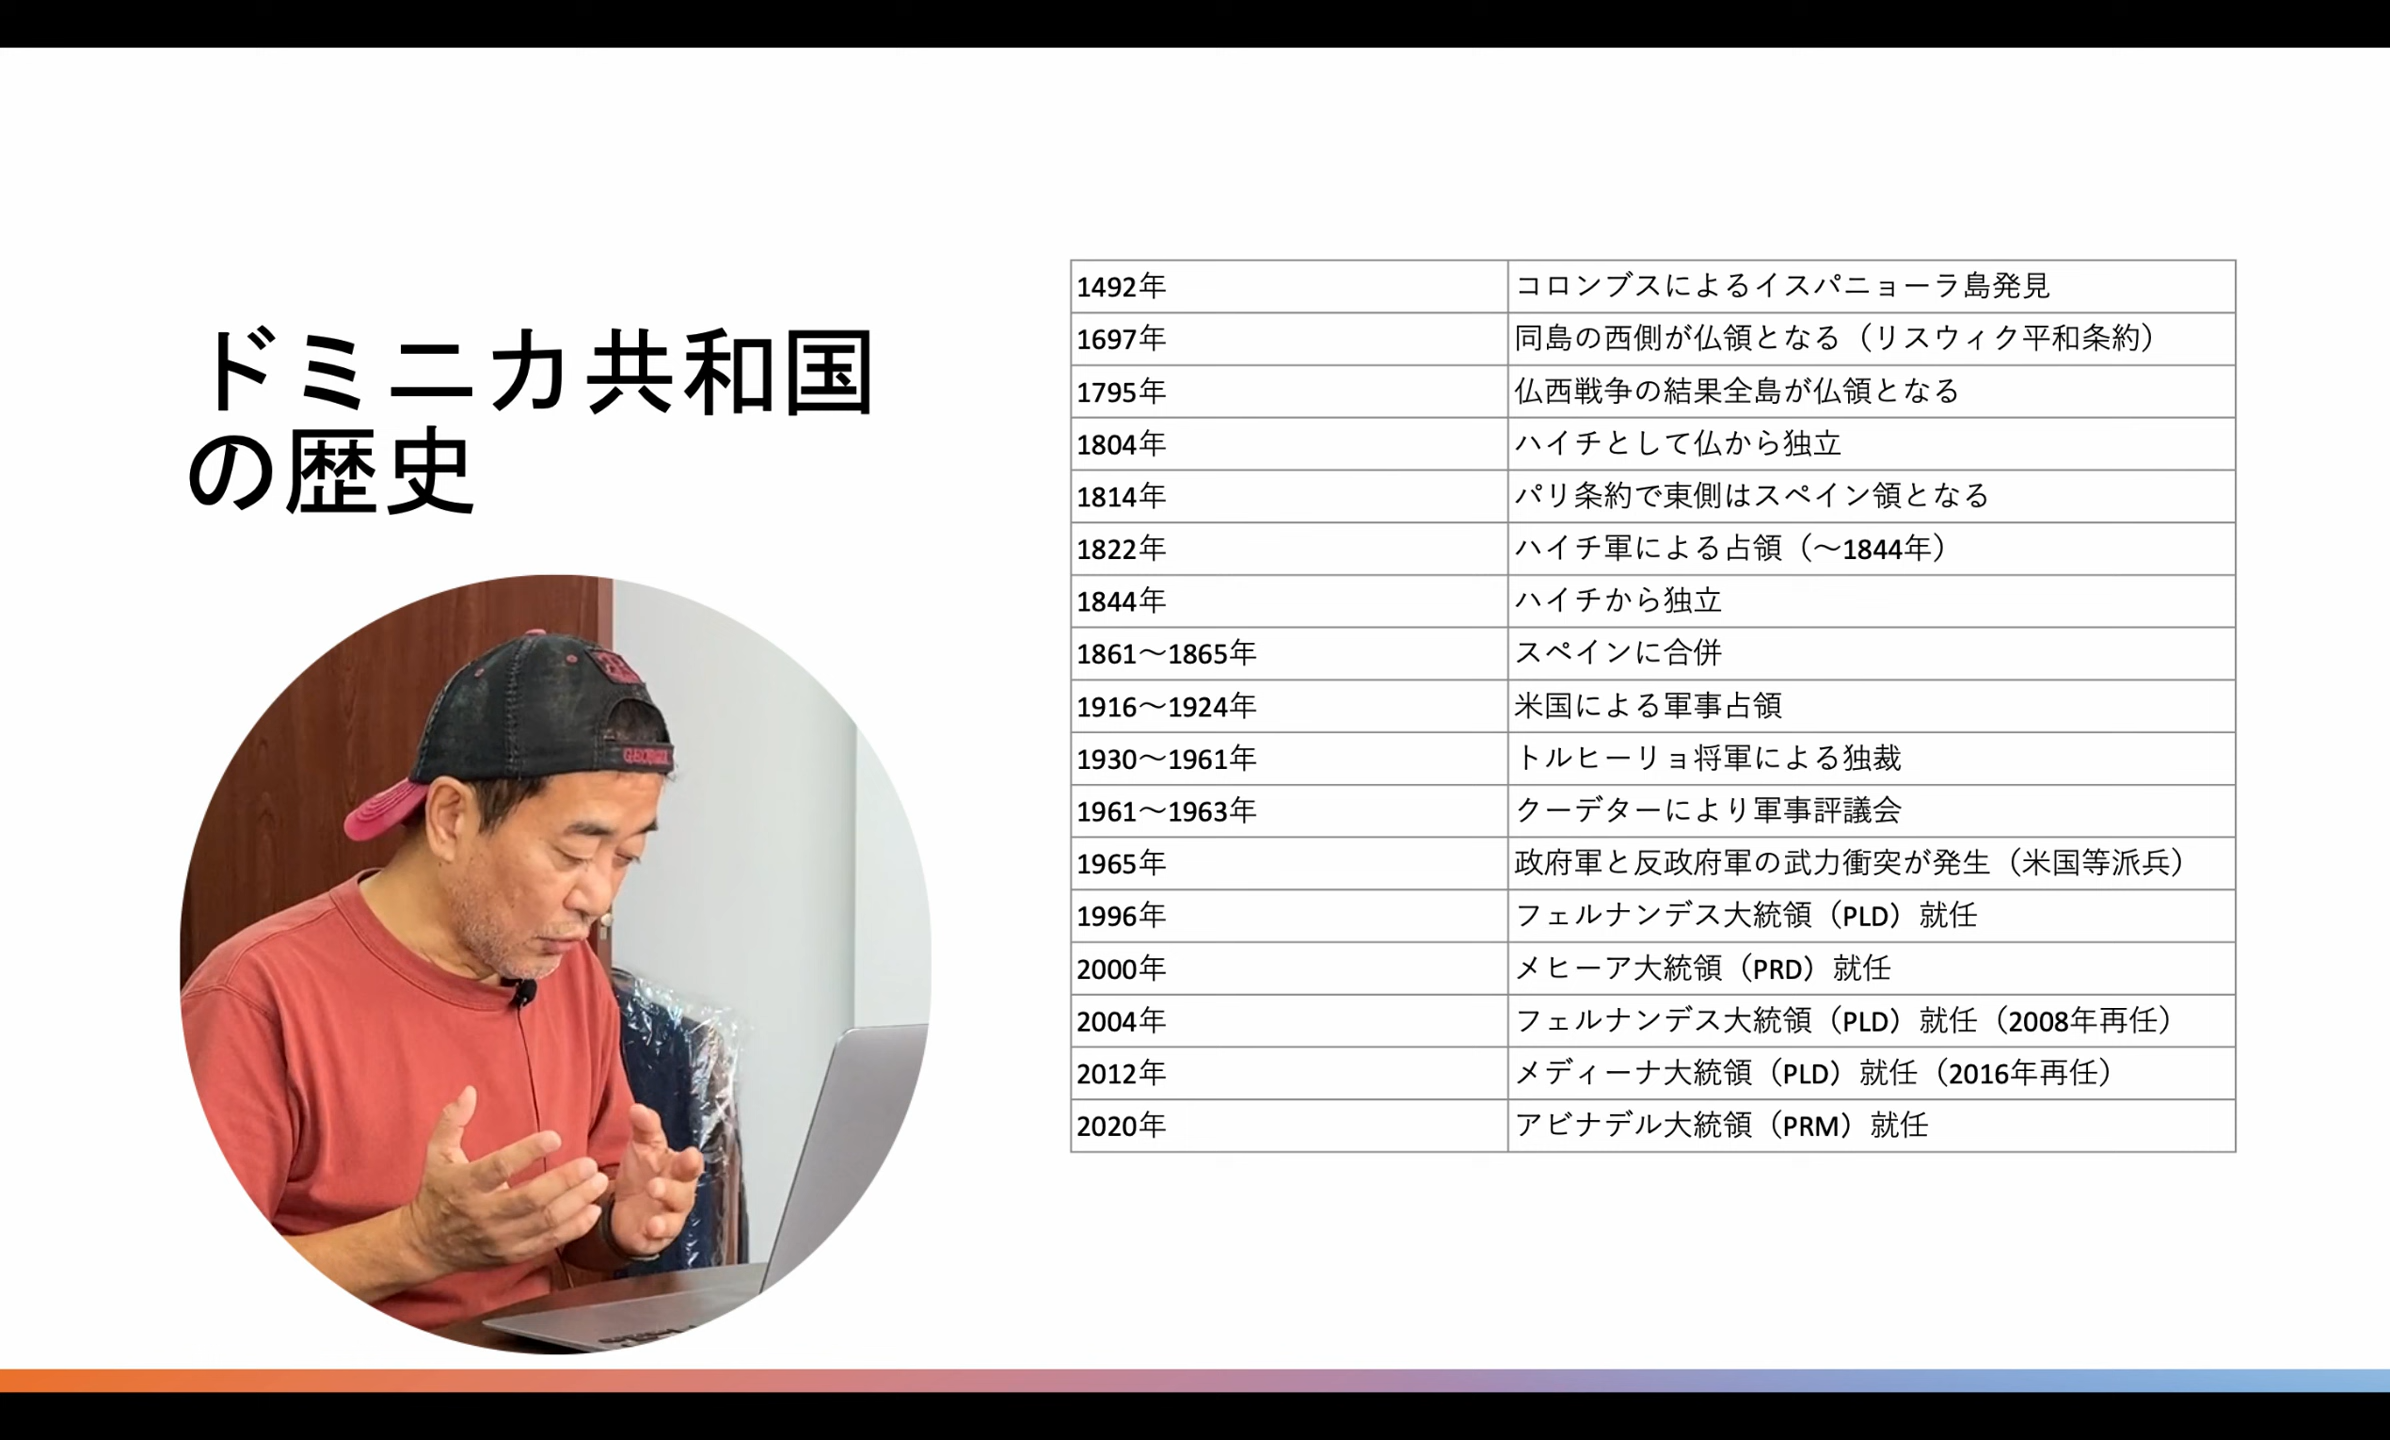 ドミニカ共和国
の歴史
1492年 コロンブスによるイスパニョーラ島発見
1697年 同島の西側が仏領となる（リスウィク平和条約）
1795年 仏西戦争の結果全島が仏領となる
1804年 ハイチとして仏から独立
1814年 パリ条約で東側はスペイン領となる
1822年 ハイチ軍による占領（～1844年）
1844年 ハイチから独立
1861～1865年 スペインに合併
1916～1924年 米国による軍事占領
1930～1961年 トルヒーリョ将軍による独裁
1961～1963年 クーデターにより軍事評議会
1965年 政府軍と反政府軍の武力衝突が発生（米国等派兵）
1996年 フェルナンデス大統領（PLD）就任
2000年 メヒーア大統領（PRD）就任
2004年 フェルナンデス大統領（PLD）就任（2008年再任）
2012年 メディーナ大統領（PLD）就任（2016年再任）
2020年 アビナデル大統領（PRM）就任